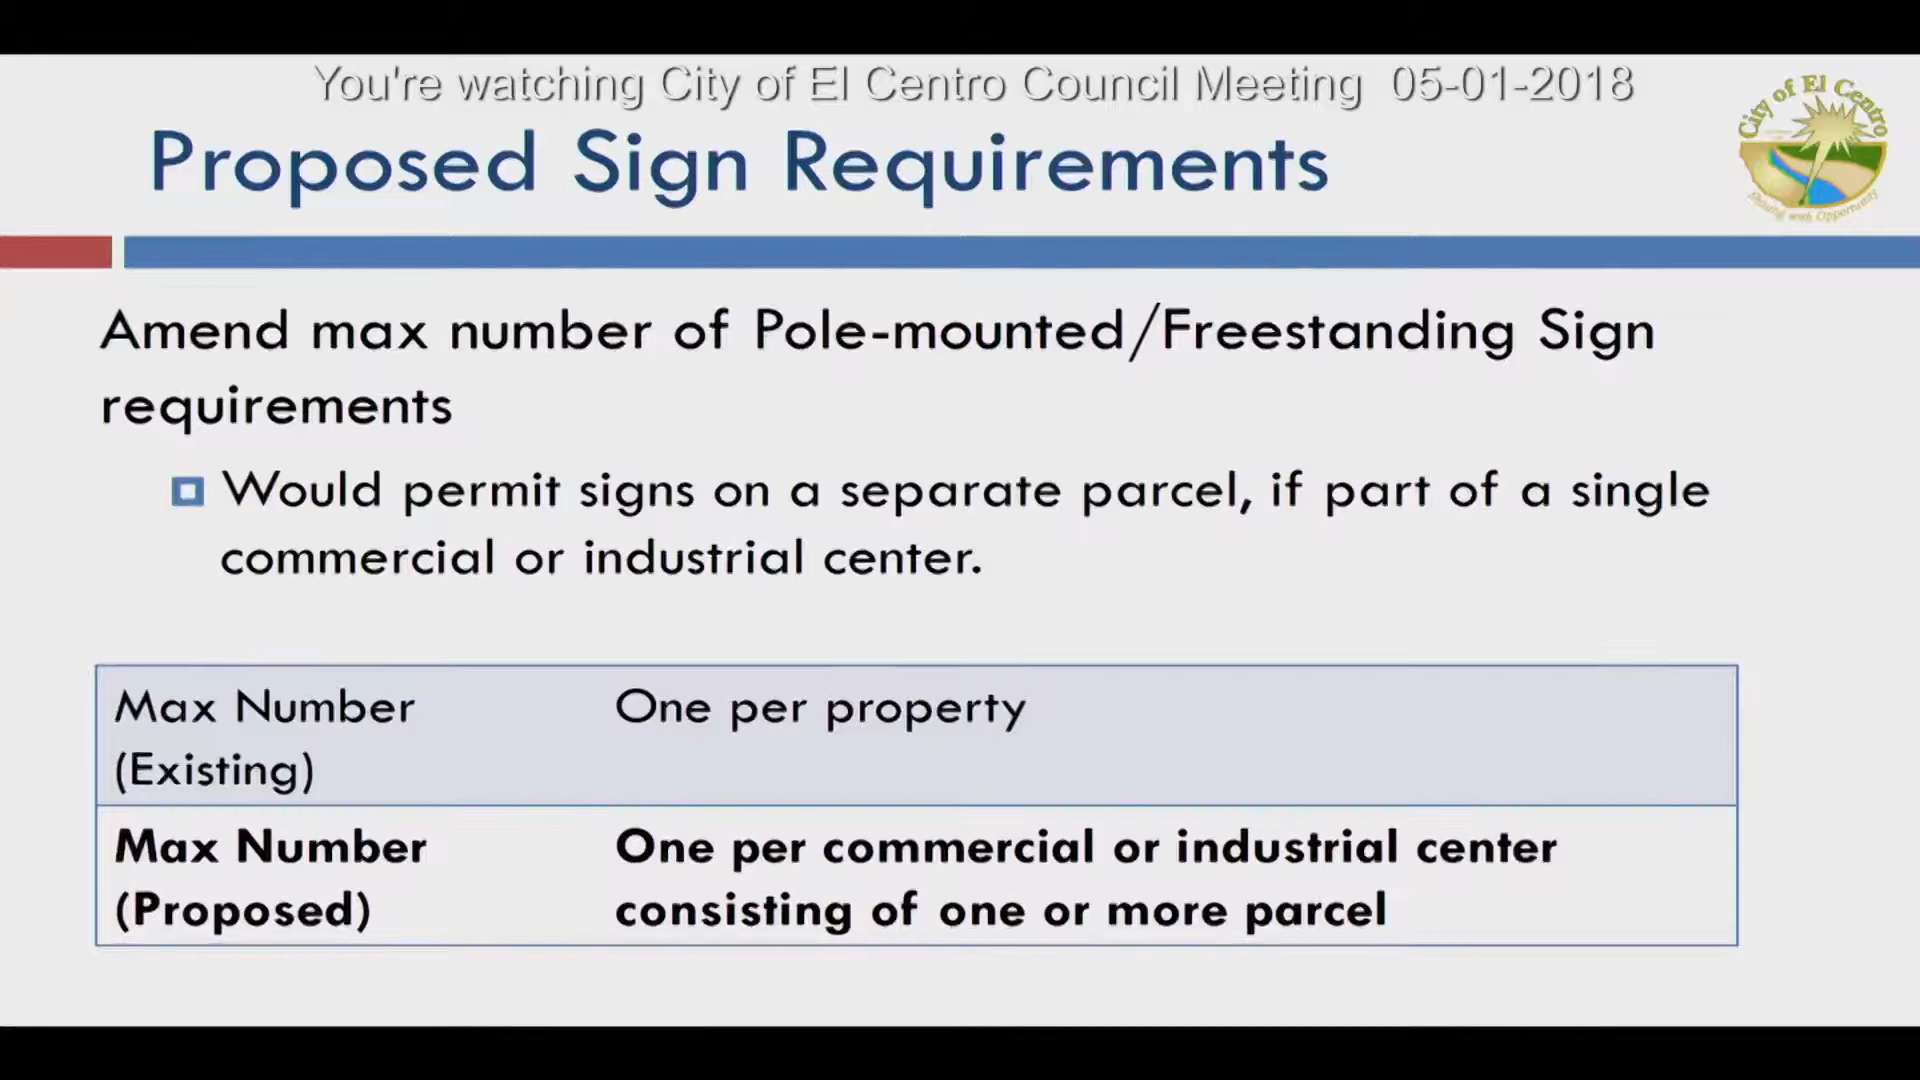 You're watching City of El Centro Council Meeting 05-01-2018
Proposed Sign Requirements
City of El Centro
Sharing with Opportunity
Amend max number of Pole-mounted/Freestanding Sign
requirements
Would permit signs on a separate parcel, if part of a single
commercial or industrial center.
Max Number
(Existing)
One per property
Max Number
(Proposed)
One per commercial or industrial center
consisting of one or more parcel